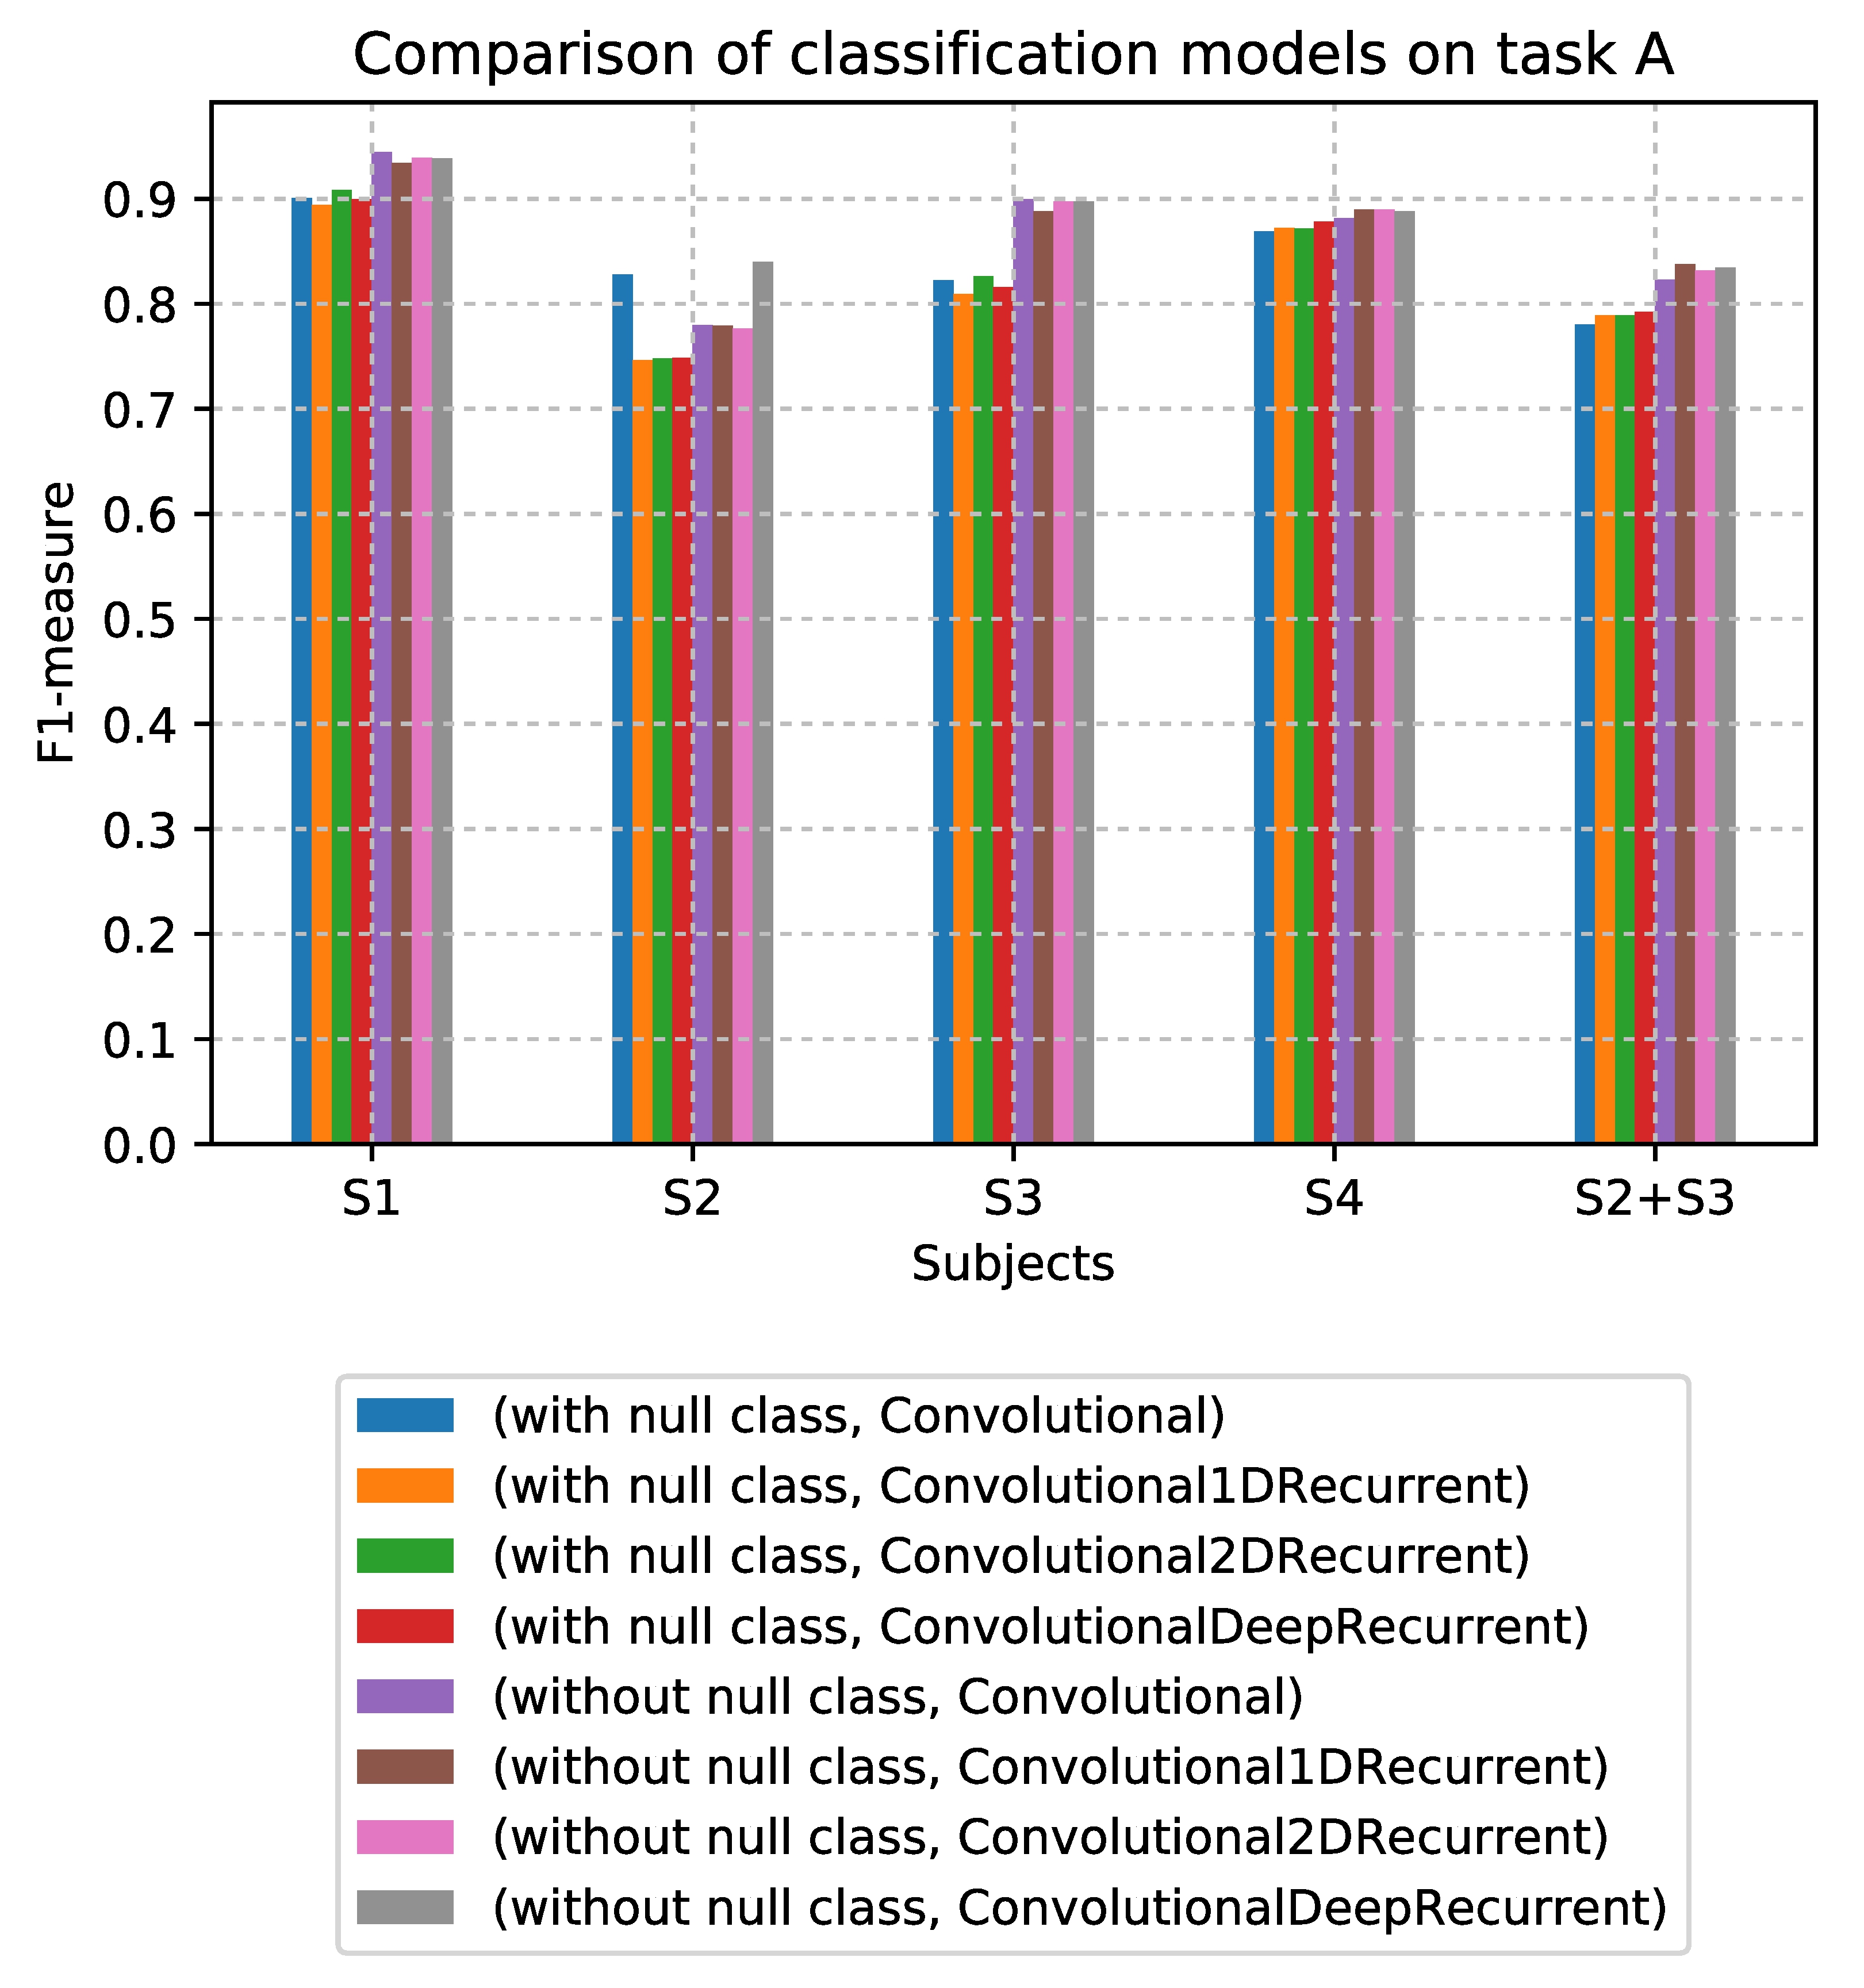 Comparison of classification models on task A
F1-measure
0.9
0.8
0.7
0.6
0.5
0.4
0.3
0.2
0.1
0.0
S1 S2 S3 S4 S2+S3
Subjects
(with null class, Convolutional)
(with null class, Convolutional1DRecurrent)
(with null class, Convolutional2DRecurrent)
(with null class, ConvolutionalDeepRecurrent)
(without null class, Convolutional)
(without null class, Convolutional1DRecurrent)
(without null class, Convolutional2DRecurrent)
(without null class, ConvolutionalDeepRecurrent)